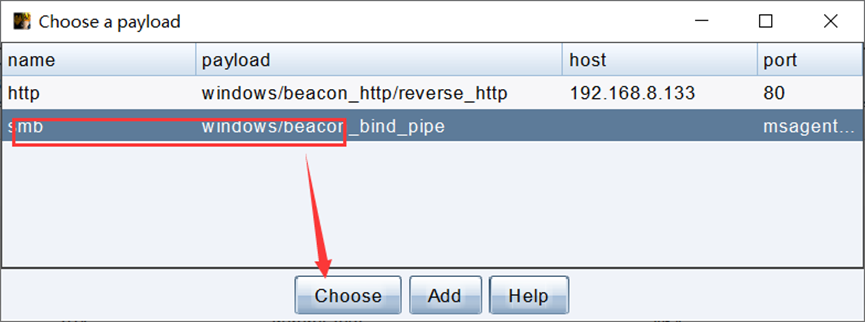 Choose a payload
name payload host port
http windows/beacon_http/reverse_http 192.168.8.133 80
smb windows/beacon_bind_pipe msagent...
Choose Add Help